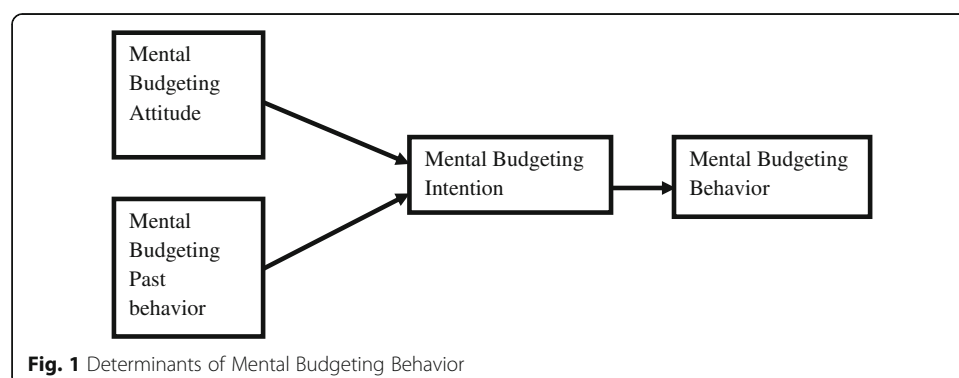 Mental
Budgeting
Attitude
Mental
Budgeting
Past
behavior
Mental Budgeting
Intention
Mental Budgeting
Behavior
Fig. 1 Determinants of Mental Budgeting Behavior